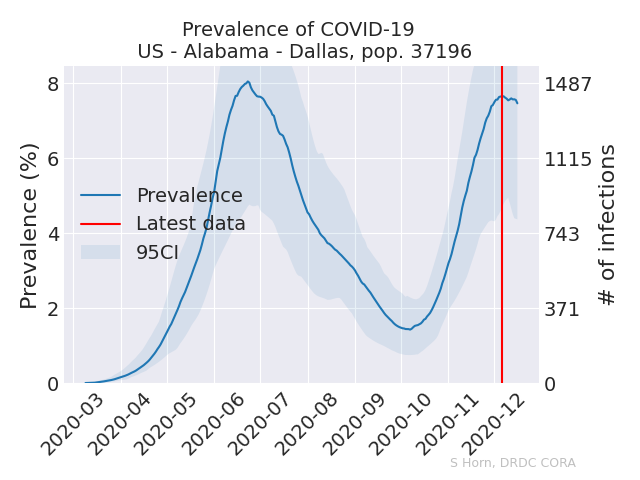 Prevalence of COVID-19
US - Alabama - Dallas, pop. 37196
Prevalence (%)
8
6
4
2
0
Prevalence
Latest data
95CI
1487
1115
743
371
0
# of infections
2020-03
2020-04
2020-05
2020-06
2020-07
2020-08
2020-09
2020-10
2020-11
2020-12
S Horn, DRDC CORA